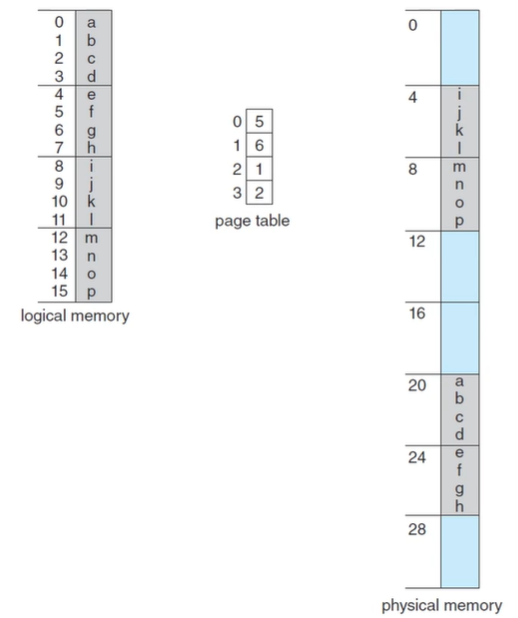 0 a
1 b
2 c
3 d
4 e
5 f
6 g
7 h
8 i
9 j
10 k
11 l
12 m
13 n
14 o
15 p
logical memory
0 5
1 6
2 1
3 2
page table
0
4 i
j
k
l
8 m
n
o
p
12
16
20 a
b
c
d
24 e
f
g
h
28
physical memory